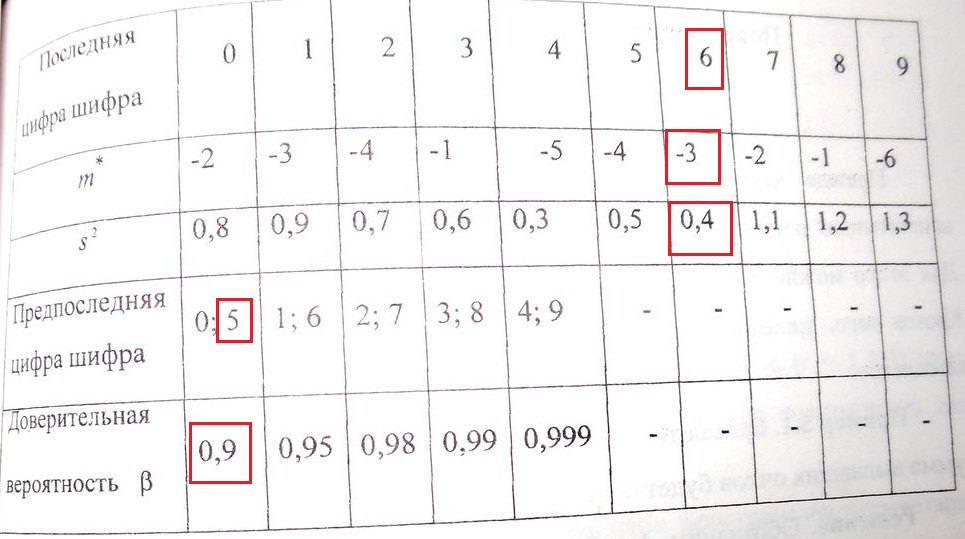 Последняя цифра шифра 0 1 2 3 4 5 6 7 8 9
m* -2 -3 -4 -1 -5 -4 -3 -2 -1 -6
s² 0,8 0,9 0,7 0,6 0,3 0,5 0,4 1,1 1,2 1,3
Предпоследняя цифра шифра 0; 5 1; 6 2; 7 3; 8 4; 9 - - - - -
Доверительная вероятность β 0,9 0,95 0,98 0,99 0,999 - - - - -